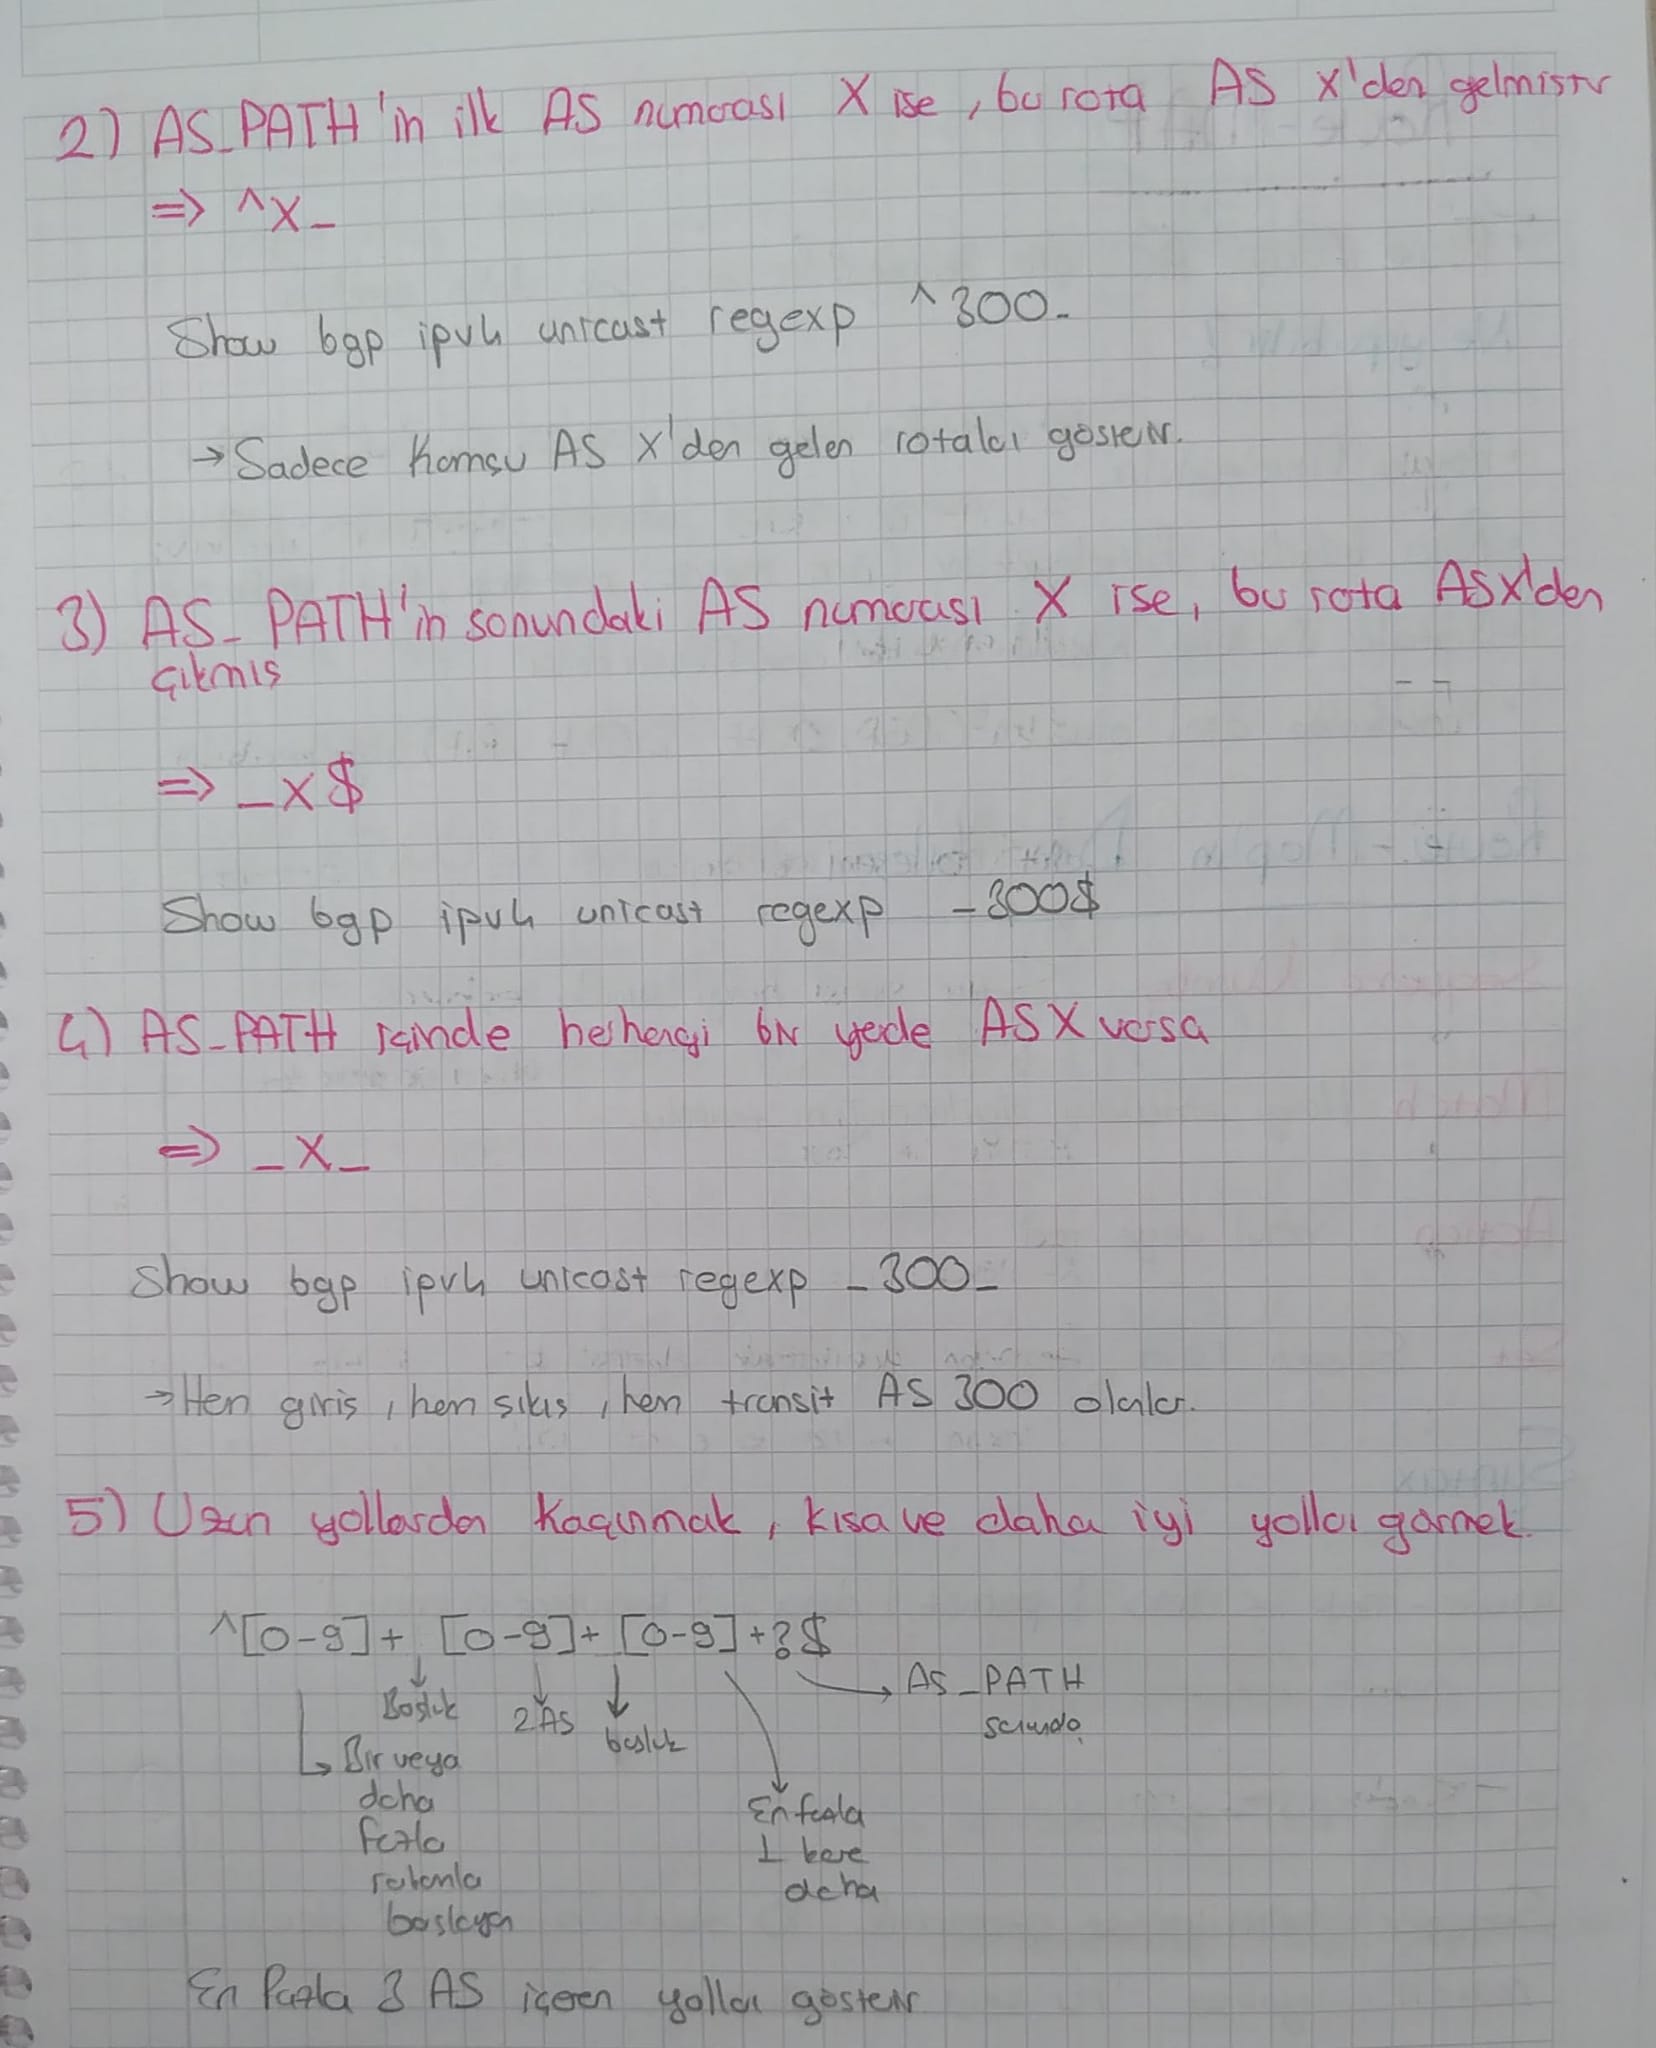 2) AS_PATH'in ilk AS numarası X ise, bu rota AS X'den gelmiştir
=> ^X_
Show bgp ipv4 unicast regexp ^300_
→ Sadece Komşu AS X'den gelen rotaları gösterir.
3) AS_PATH'in sonundaki AS numarası X ise, bu rota AS X'den
çıkmış
=> _X$
Show bgp ipv4 unicast regexp _300$
4) AS_PATH içinde herhangi bir yerde AS X varsa
=> _X_
Show bgp ipv4 unicast regexp _300_
→ Hem giriş, hem sıkış, hem transit AS 300 olanlar.
5) Uzun yollardan Kaçınmak, kısa ve daha iyi yolları görmek.
^[0-9]+ [0-9]+ [0-9]+?$
Boşluk 2 AS boşluk AS_PATH
sonunda
Bir veya
daha
fazla
rakamla
başlayan
En fazla
1 kere
daha
En Fazla 3 AS içeren yolları gösterir